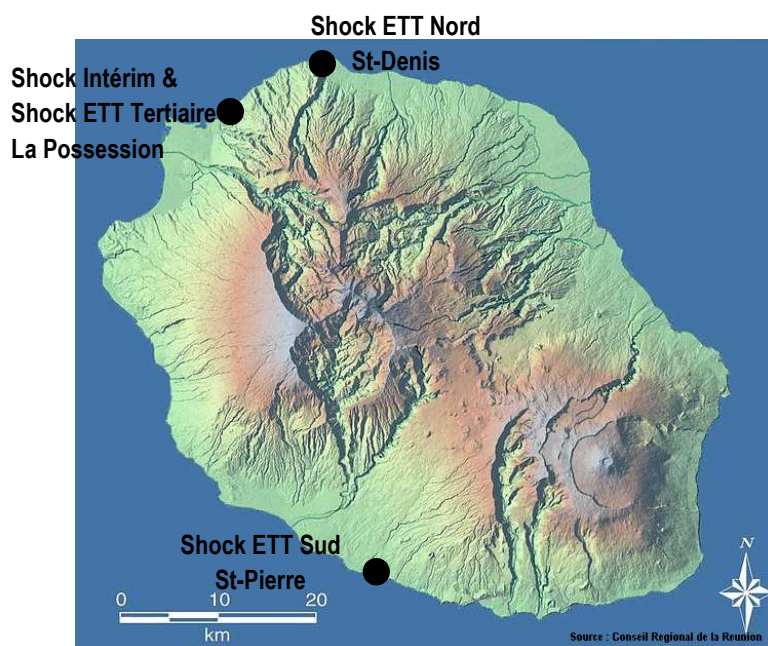 Shock ETT Nord
St-Denis
Shock Intérim &
Shock ETT Tertiaire
La Possession
Shock ETT Sud
St-Pierre
0 10 20
km
N
Source : Conseil Regional de la Reunion